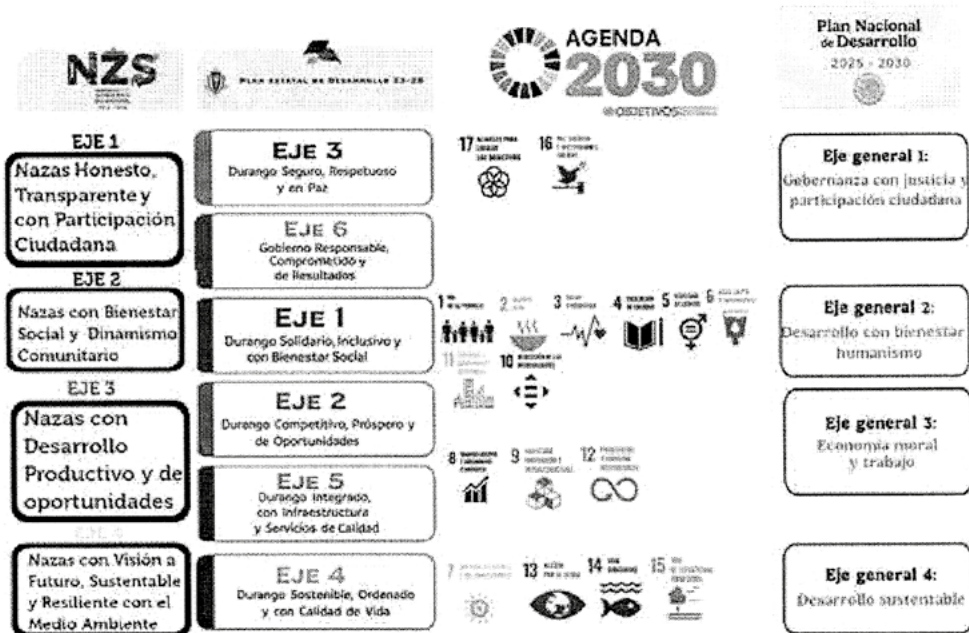 NZS
PLAN ESTATAL DE DESARROLLO 23-28
AGENDA
2030
OBJETIVOS
Plan Nacional
de Desarrollo
2025 - 2030
EJE 1
Nazas Honesto,
Transparente y
con Participación
Ciudadana
EJE 2
Nazas con Bienestar
Social y Dinamismo
Comunitario
EJE 3
Nazas con
Desarrollo
Productivo y de
oportunidades
Nazas con Visión a
Futuro, Sustentable
y Resiliente con el
Medio Ambiente
EJE 3
Durango Seguro, Respetuoso
y en Paz
EJE 6
Gobierno Responsable,
Comprometido y
de Resultados
EJE 1
Durango Solidario, Inclusivo y
con Bienestar Social
EJE 2
Durango Competitivo, Próspero y
de Oportunidades
EJE 5
Durango Integrado,
con Infraestructura
y Servicios de Calidad
EJE 4
Durango Sostenible, Ordenado
y con Calidad de Vida
17 ALIANZAS PARA
LOGRAR
LOS OBJETIVOS
16
1
2
3
4
5
6
11
10
8
9
12
7
13
14
15
Eje general 1:
Gobernanza con justicia y
participación ciudadana
Eje general 2:
Desarrollo con bienestar
humanismo
Eje general 3:
Economía moral
y trabajo
Eje general 4:
Desarrollo sustentable